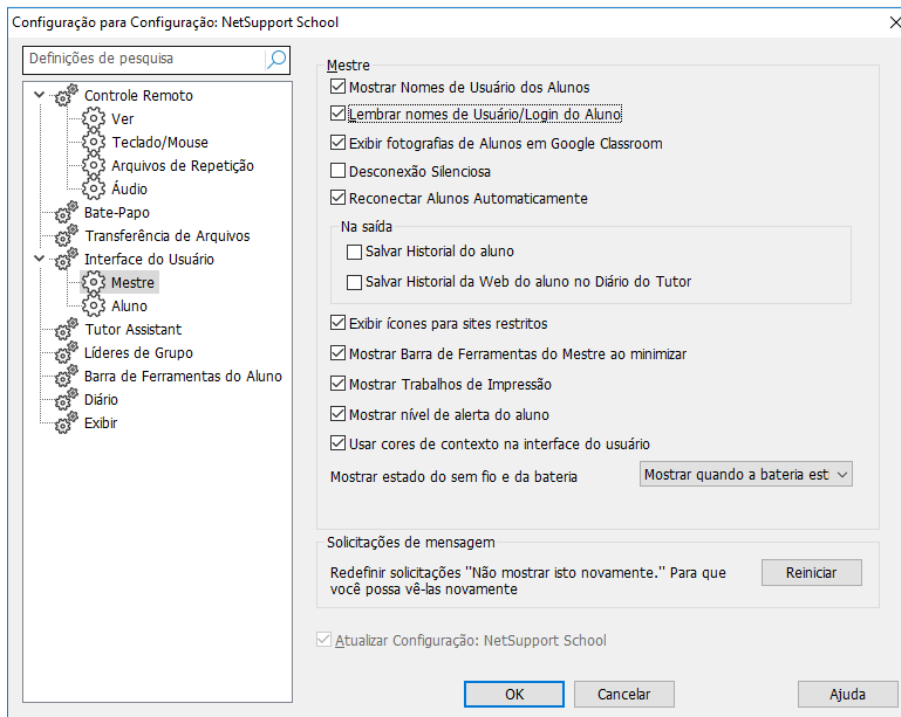 Configuração para Configuração: NetSupport School
Definições de pesquisa
Controle Remoto
Ver
Teclado/Mouse
Arquivos de Repetição
Áudio
Bate-Papo
Transferência de Arquivos
Interface do Usuário
Mestre
Aluno
Tutor Assistant
Líderes de Grupo
Barra de Ferramentas do Aluno
Diário
Exibir
Mestre
Mostrar Nomes de Usuário dos Alunos
Lembrar nomes de Usuário/Login do Aluno
Exibir fotografias de Alunos em Google Classroom
Desconexão Silenciosa
Reconectar Alunos Automaticamente
Na saída
Salvar Historial do aluno
Salvar Historial da Web do aluno no Diário do Tutor
Exibir ícones para sites restritos
Mostrar Barra de Ferramentas do Mestre ao minimizar
Mostrar Trabalhos de Impressão
Mostrar nível de alerta do aluno
Usar cores de contexto na interface do usuário
Mostrar estado do sem fio e da bateria
Mostrar quando a bateria est
Solicitações de mensagem
Redefinir solicitações "Não mostrar isto novamente." Para que
você possa vê-las novamente
Reiniciar
Atualizar Configuração: NetSupport School
OK
Cancelar
Ajuda